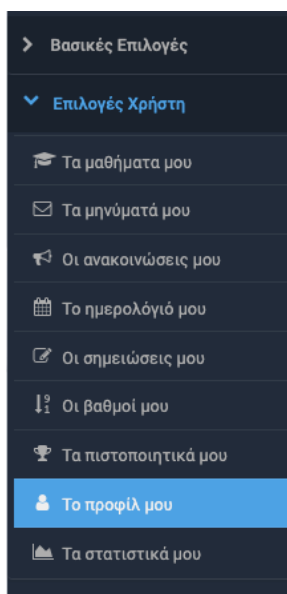 Βασικές Επιλογές
Επιλογές Χρήστη
Τα μαθήματα μου
Τα μηνύματά μου
Οι ανακοινώσεις μου
Το ημερολόγιό μου
Οι σημειώσεις μου
Οι βαθμοί μου
Τα πιστοποιητικά μου
Το προφίλ μου
Τα στατιστικά μου